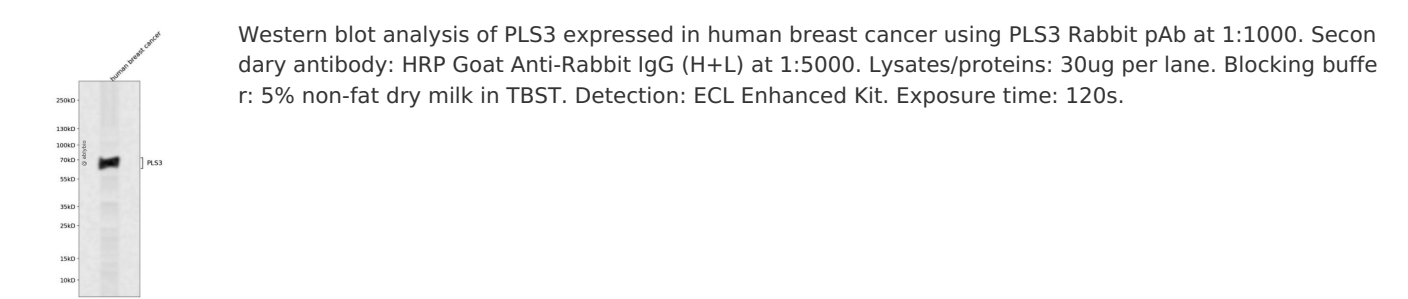 human breast cancer
Western blot analysis of PLS3 expressed in human breast cancer using PLS3 Rabbit pAb at 1:1000. Secon
dary antibody: HRP Goat Anti-Rabbit IgG (H+L) at 1:5000. Lysates/proteins: 30ug per lane. Blocking buffe
r: 5% non-fat dry milk in TBST. Detection: ECL Enhanced Kit. Exposure time: 120s.
250kD
130kD
100kD
70kD
55kD
35kD
25kD
15kD
10kD
PLS3